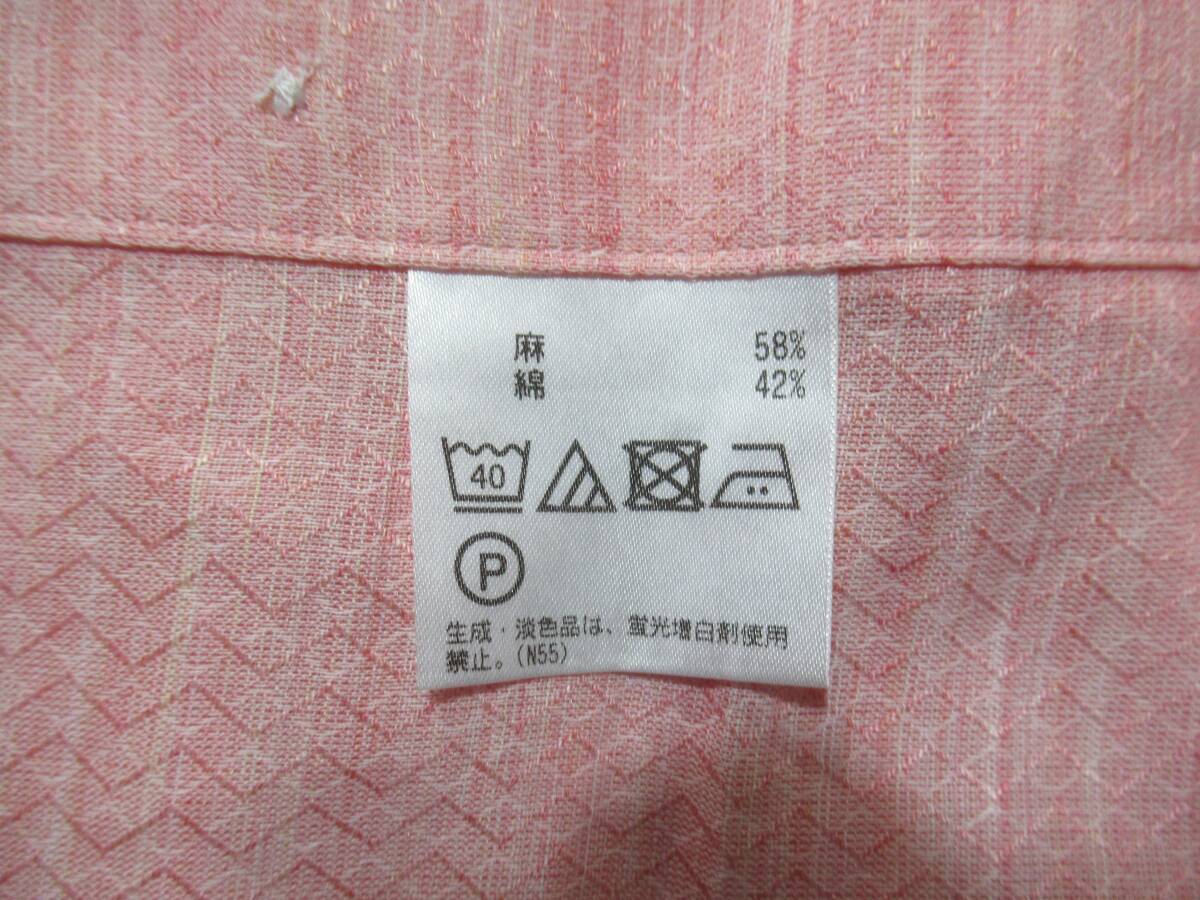 麻 58%
綿 42%
40
P
生成・淡色品は、蛍光増白剤使用
禁止。(N55)